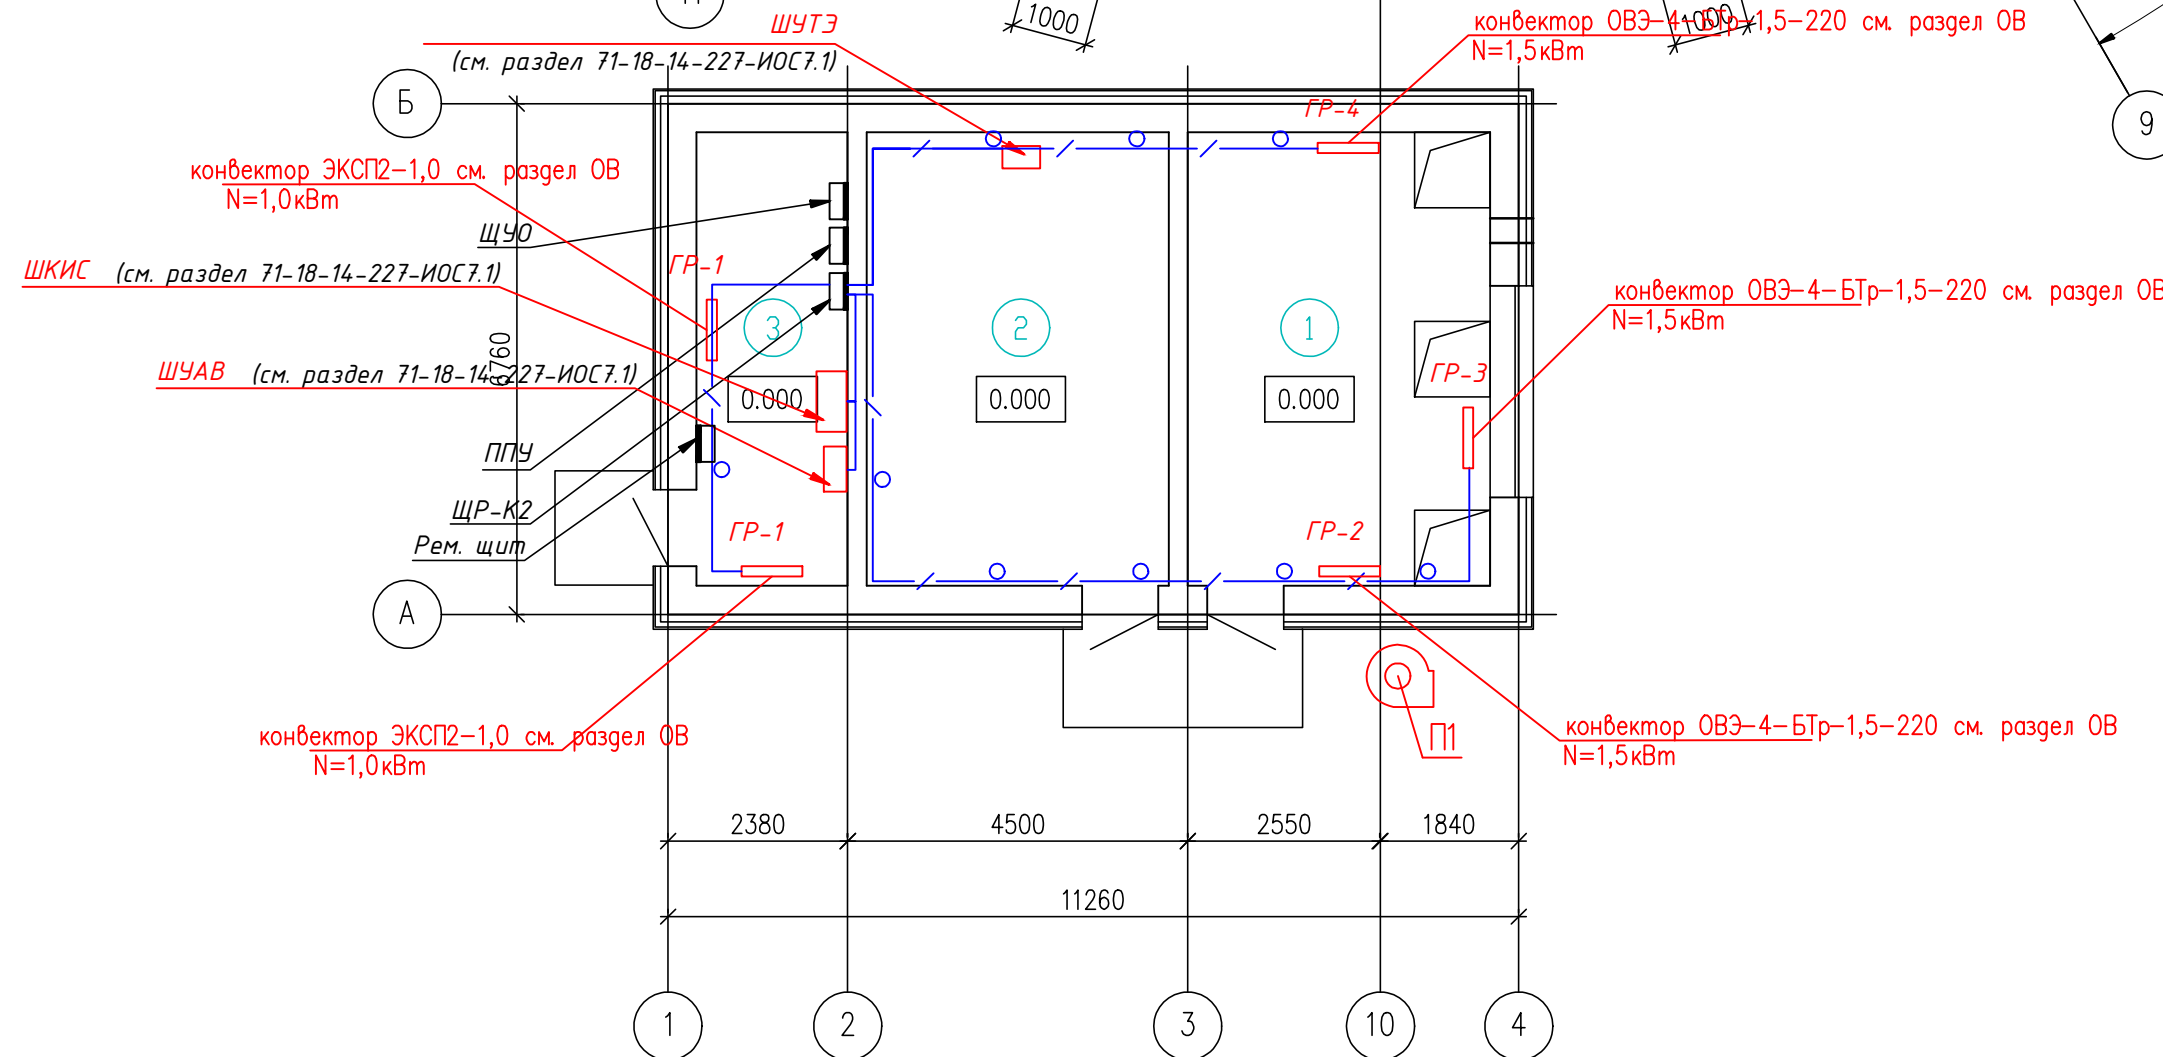 1000
1000
ШУТЭ
(см. раздел 71-18-14-227-ИОС7.1)
конвектор ОВЭ-4-БТр-1,5-220 см. раздел ОВ
N=1,5кВт
Б
ГР-4
9
конвектор ЭКСП2-1,0 см. раздел ОВ
N=1,0кВт
ЩУО
ШКИС (см. раздел 71-18-14-227-ИОС7.1)
ГР-1
конвектор ОВЭ-4-БТр-1,5-220 см. раздел ОВ
N=1,5кВт
3
2
1
6760
ШУАВ (см. раздел 71-18-14-227-ИОС7.1)
ГР-3
0.000
0.000
0.000
ППУ
ЩР-К2
Рем. щит
ГР-1
ГР-2
А
конвектор ЭКСП2-1,0 см. раздел ОВ
N=1,0кВт
П1
конвектор ОВЭ-4-БТр-1,5-220 см. раздел ОВ
N=1,5кВт
2380
4500
2550
1840
11260
1
2
3
10
4